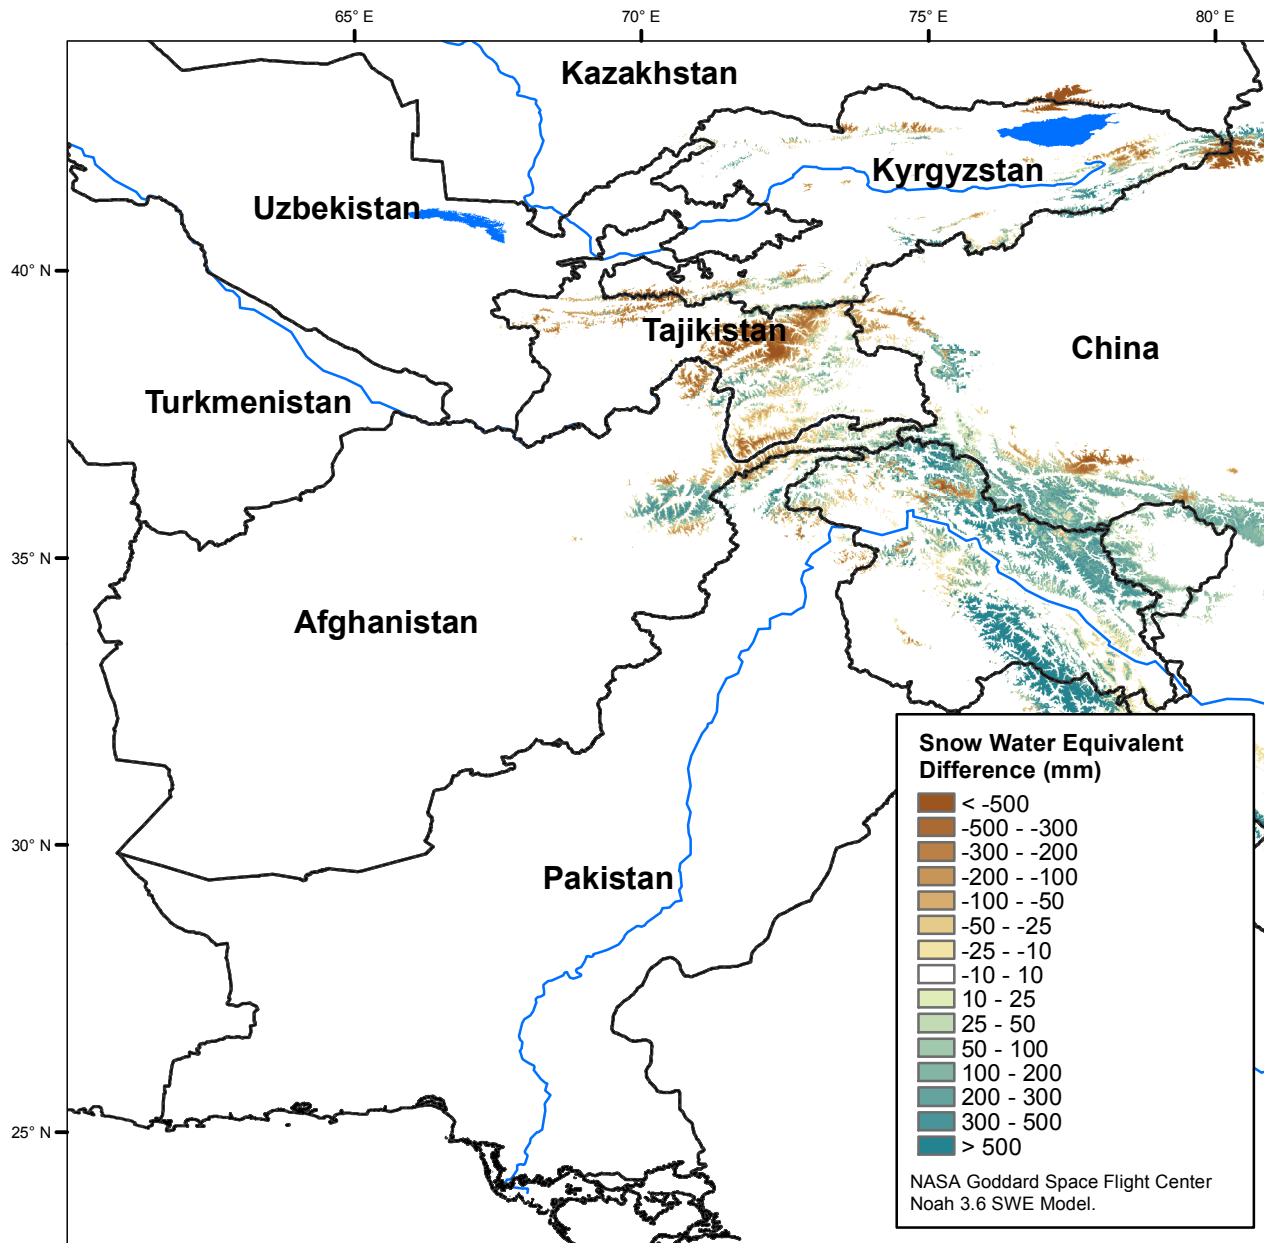 65° E
70° E
75° E
80° E
Kazakhstan
Kyrgyzstan
Uzbekistan
40° N
Tajikistan
China
Turkmenistan
35° N
Afghanistan
Snow Water Equivalent
Difference (mm)
< -500
-500 - -300
-300 - -200
-200 - -100
-100 - -50
-50 - -25
-25 - -10
-10 - 10
10 - 25
25 - 50
50 - 100
100 - 200
200 - 300
300 - 500
> 500
30° N
Pakistan
25° N
NASA Goddard Space Flight Center
Noah 3.6 SWE Model.